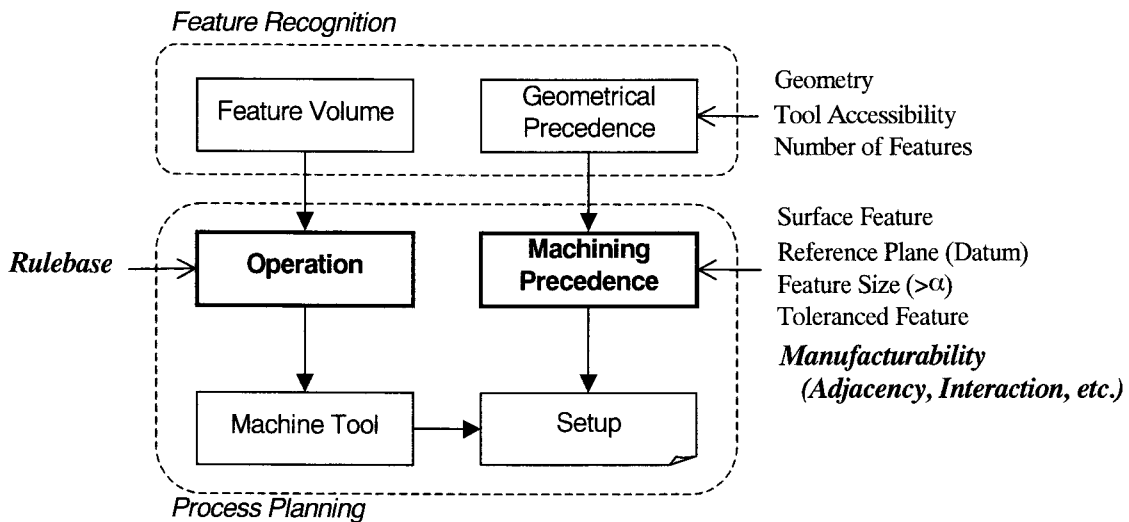 Feature Recognition
Feature Volume
Geometrical
Precedence
Geometry
Tool Accessibility
Number of Features
Rulebase
Operation
Machining
Precedence
Surface Feature
Reference Plane (Datum)
Feature Size (>α)
Toleranced Feature
Manufacturability
(Adjacency, Interaction, etc.)
Machine Tool
Setup
Process Planning